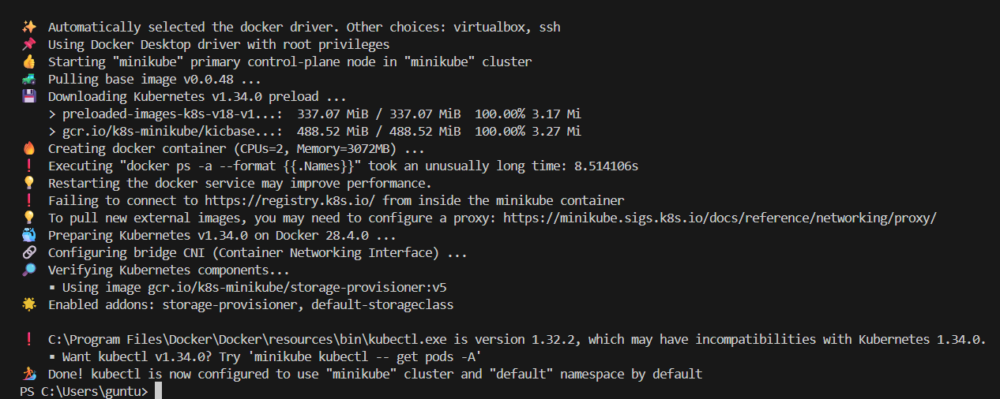 ✨ Automatically selected the docker driver. Other choices: virtualbox, ssh
📌 Using Docker Desktop driver with root privileges
👍 Starting "minikube" primary control-plane node in "minikube" cluster
🚜 Pulling base image v0.0.48 ...
💾 Downloading Kubernetes v1.34.0 preload ...
> preloaded-images-k8s-v18-v1...: 337.07 MiB / 337.07 MiB 100.00% 3.17 Mi
> gcr.io/k8s-minikube/kicbase...: 488.52 MiB / 488.52 MiB 100.00% 3.27 Mi
🔥 Creating docker container (CPUs=2, Memory=3072MB) ...
❗ Executing "docker ps -a --format {{.Names}}" took an unusually long time: 8.514106s
💡 Restarting the docker service may improve performance.
❗ Failing to connect to https://registry.k8s.io/ from inside the minikube container
💡 To pull new external images, you may need to configure a proxy: https://minikube.sigs.k8s.io/docs/reference/networking/proxy/
🐳 Preparing Kubernetes v1.34.0 on Docker 28.4.0 ...
🔗 Configuring bridge CNI (Container Networking Interface) ...
🔎 Verifying Kubernetes components...
▪ Using image gcr.io/k8s-minikube/storage-provisioner:v5
🌟 Enabled addons: storage-provisioner, default-storageclass
❗ C:\Program Files\Docker\Docker\resources\bin\kubectl.exe is version 1.32.2, which may have incompatibilities with Kubernetes 1.34.0.
▪ Want kubectl v1.34.0? Try 'minikube kubectl -- get pods -A'
🏄 Done! kubectl is now configured to use "minikube" cluster and "default" namespace by default
PS C:\Users\guntu>